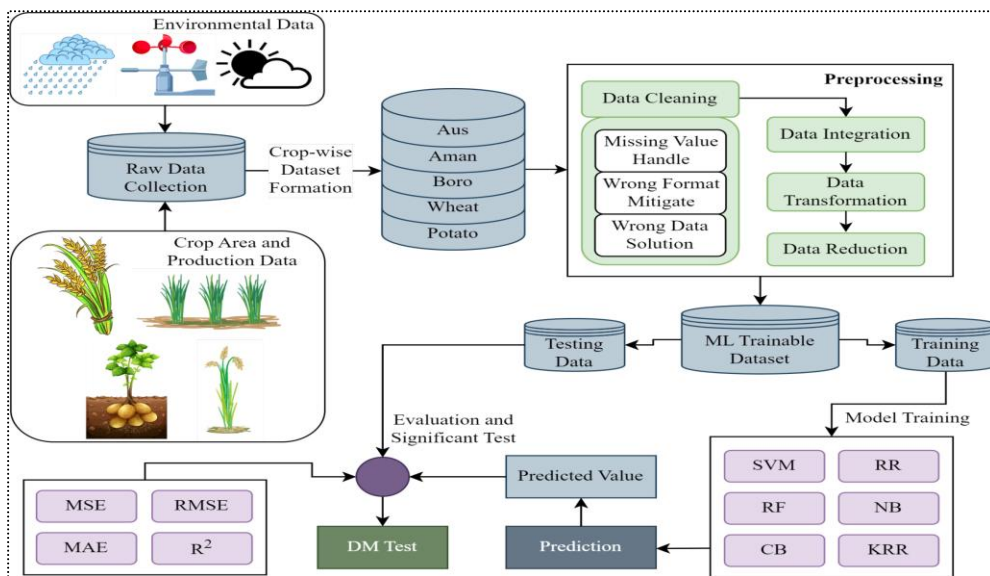 Environmental Data
Raw Data
Collection
Crop-wise
Dataset
Formation
Crop Area and
Production Data
Aus
Aman
Boro
Wheat
Potato
Preprocessing
Data Cleaning
Missing Value
Handle
Wrong Format
Mitigate
Wrong Data
Solution
Data Integration
Data
Transformation
Data Reduction
ML Trainable
Dataset
Testing
Data
Training
Data
Model Training
SVM
RR
RF
NB
CB
KRR
Prediction
Predicted Value
Evaluation and
Significant Test
MSE
RMSE
MAE
R²
DM Test